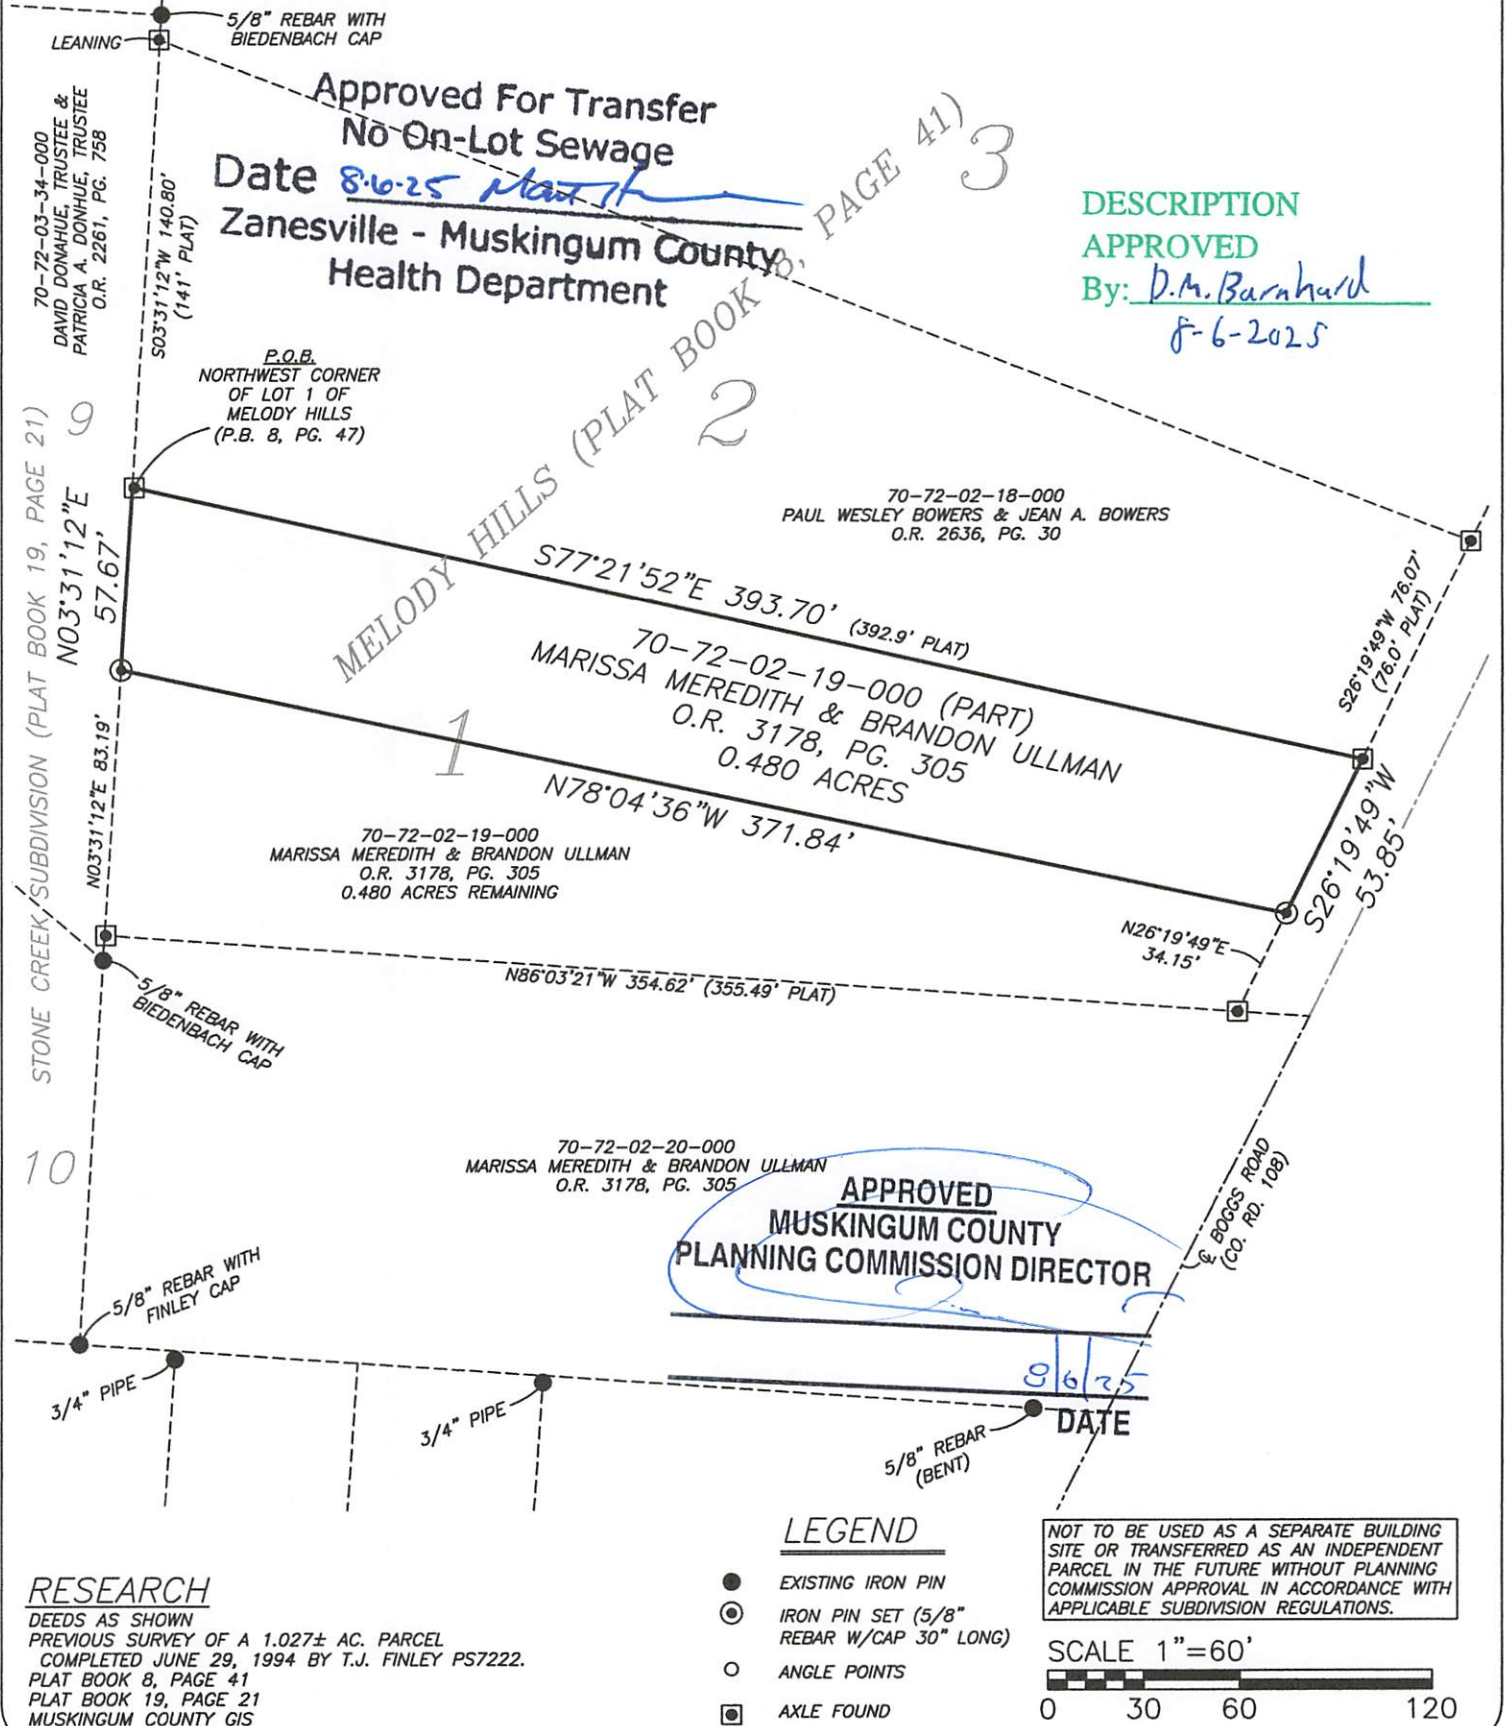 5/8" REBAR WITH
BIEDENBACH CAP
LEANING
70-72-03-34-000
DAVID DONAHUE, TRUSTEE &
PATRICIA A. DONHUE, TRUSTEE
O.R. 2261, PG. 758
S03°31'12"W 140.80'
(141' PLAT)
Approved For Transfer
No On-Lot Sewage
Date 8-6-25
Zanesville - Muskingum County
Health Department
DESCRIPTION
APPROVED
By: D.M. Barnhard
8-6-2025
3
P.O.B.
NORTHWEST CORNER
OF LOT 1 OF
MELODY HILLS
(P.B. 8, PG. 47)
MELODY HILLS (PLAT BOOK 8, PAGE 41)
2
9
STONE CREEK SUBDIVISION (PLAT BOOK 19, PAGE 21)
N03°31'12"E
57.67'
70-72-02-18-000
PAUL WESLEY BOWERS & JEAN A. BOWERS
O.R. 2636, PG. 30
S77°21'52"E 393.70' (392.9' PLAT)
S26°19'49"W 76.07'
(76.0' PLAT)
70-72-02-19-000 (PART)
MARISSA MEREDITH & BRANDON ULLMAN
O.R. 3178, PG. 305
0.480 ACRES
1
N78°04'36"W 371.84'
S26°19'49"W
53.85'
N03°31'12"E 83.19'
70-72-02-19-000
MARISSA MEREDITH & BRANDON ULLMAN
O.R. 3178, PG. 305
0.480 ACRES REMAINING
N26°19'49"E
34.15'
N86°03'21"W 354.62' (355.49' PLAT)
5/8" REBAR WITH
BIEDENBACH CAP
10
70-72-02-20-000
MARISSA MEREDITH & BRANDON ULLMAN
O.R. 3178, PG. 305
APPROVED
MUSKINGUM COUNTY
PLANNING COMMISSION DIRECTOR
8/6/25
DATE
℄ BOGGS ROAD
(CO. RD. 108)
5/8" REBAR WITH
FINLEY CAP
3/4" PIPE
3/4" PIPE
5/8" REBAR
(BENT)
RESEARCH
DEEDS AS SHOWN
PREVIOUS SURVEY OF A 1.027± AC. PARCEL
COMPLETED JUNE 29, 1994 BY T.J. FINLEY PS7222.
PLAT BOOK 8, PAGE 41
PLAT BOOK 19, PAGE 21
MUSKINGUM COUNTY GIS
LEGEND
EXISTING IRON PIN
IRON PIN SET (5/8"
REBAR W/CAP 30" LONG)
ANGLE POINTS
AXLE FOUND
NOT TO BE USED AS A SEPARATE BUILDING
SITE OR TRANSFERRED AS AN INDEPENDENT
PARCEL IN THE FUTURE WITHOUT PLANNING
COMMISSION APPROVAL IN ACCORDANCE WITH
APPLICABLE SUBDIVISION REGULATIONS.
SCALE 1"=60'
0 30 60 120